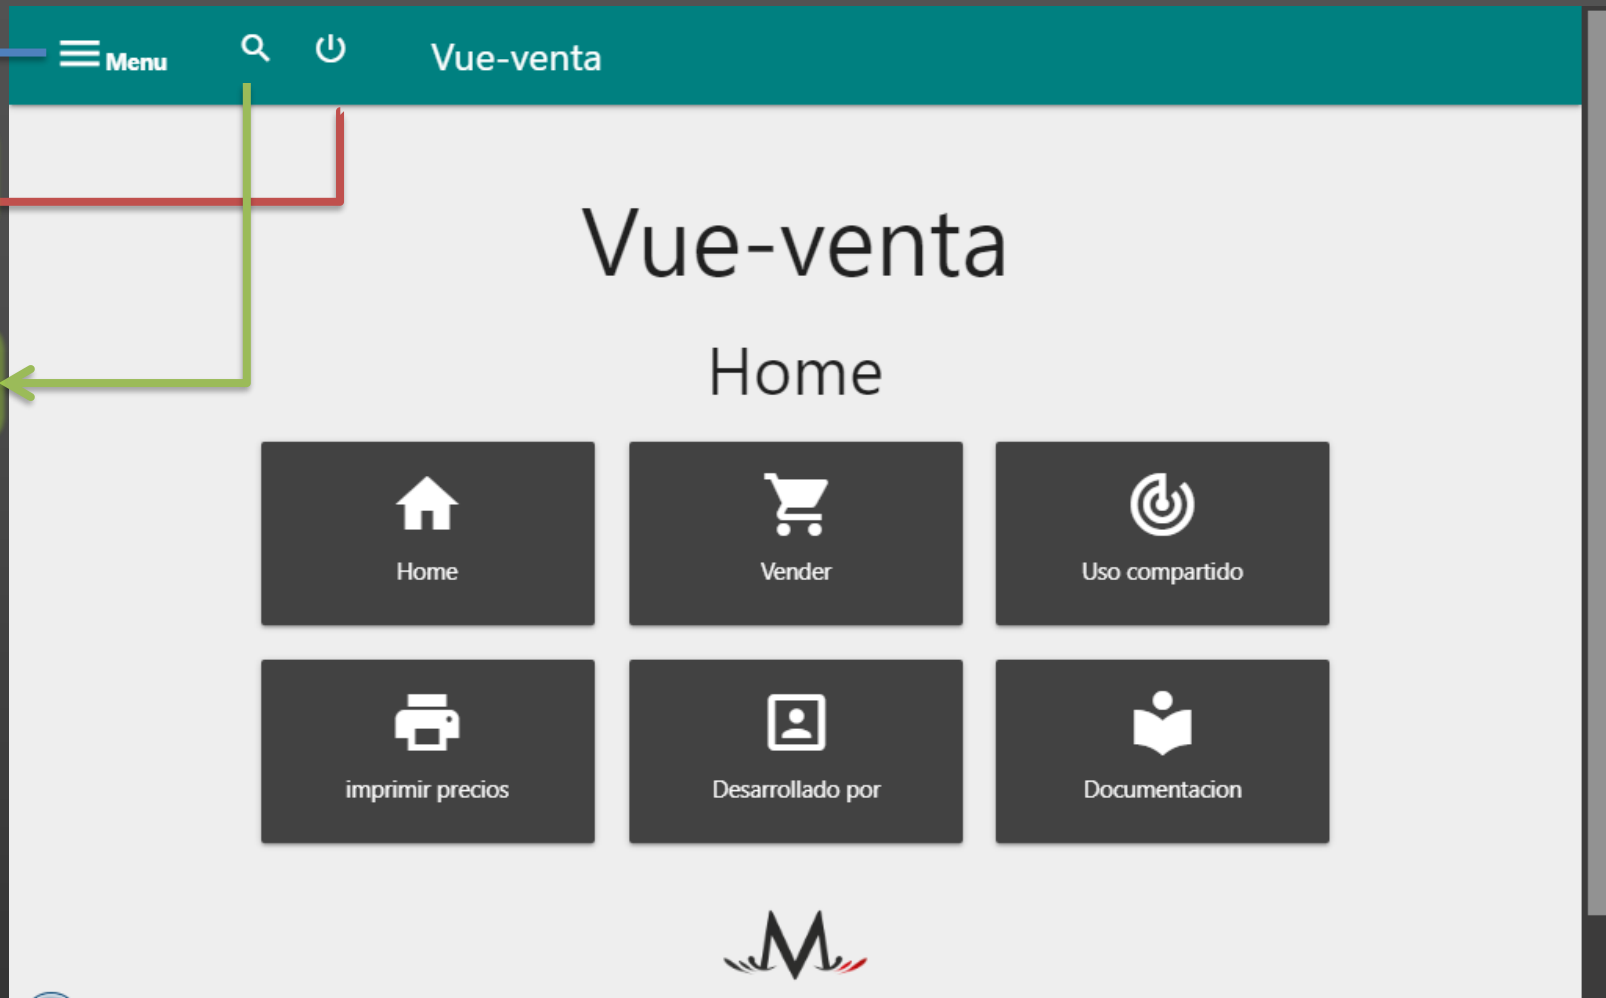 Menu
Vue-venta
Vue-venta
Home
Home
Vender
Uso compartido
imprimir precios
Desarrollado por
Documentacion
M